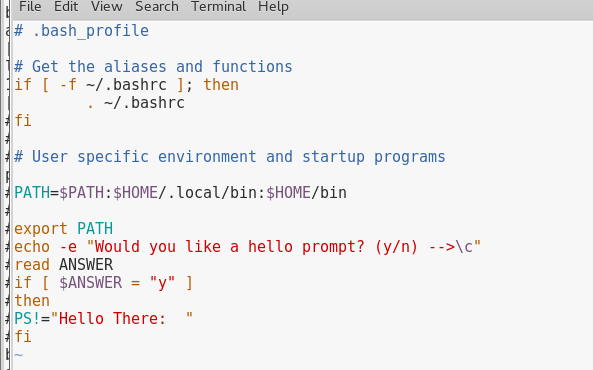 File Edit View Search Terminal Help
# .bash_profile
# Get the aliases and functions
if [ -f ~/.bashrc ]; then
        . ~/.bashrc
fi
# User specific environment and startup programs
PATH=$PATH:$HOME/.local/bin:$HOME/bin
export PATH
echo -e "Would you like a hello prompt? (y/n) -->\c"
read ANSWER
if [ $ANSWER = "y" ]
then
PS!="Hello There:  "
fi
~